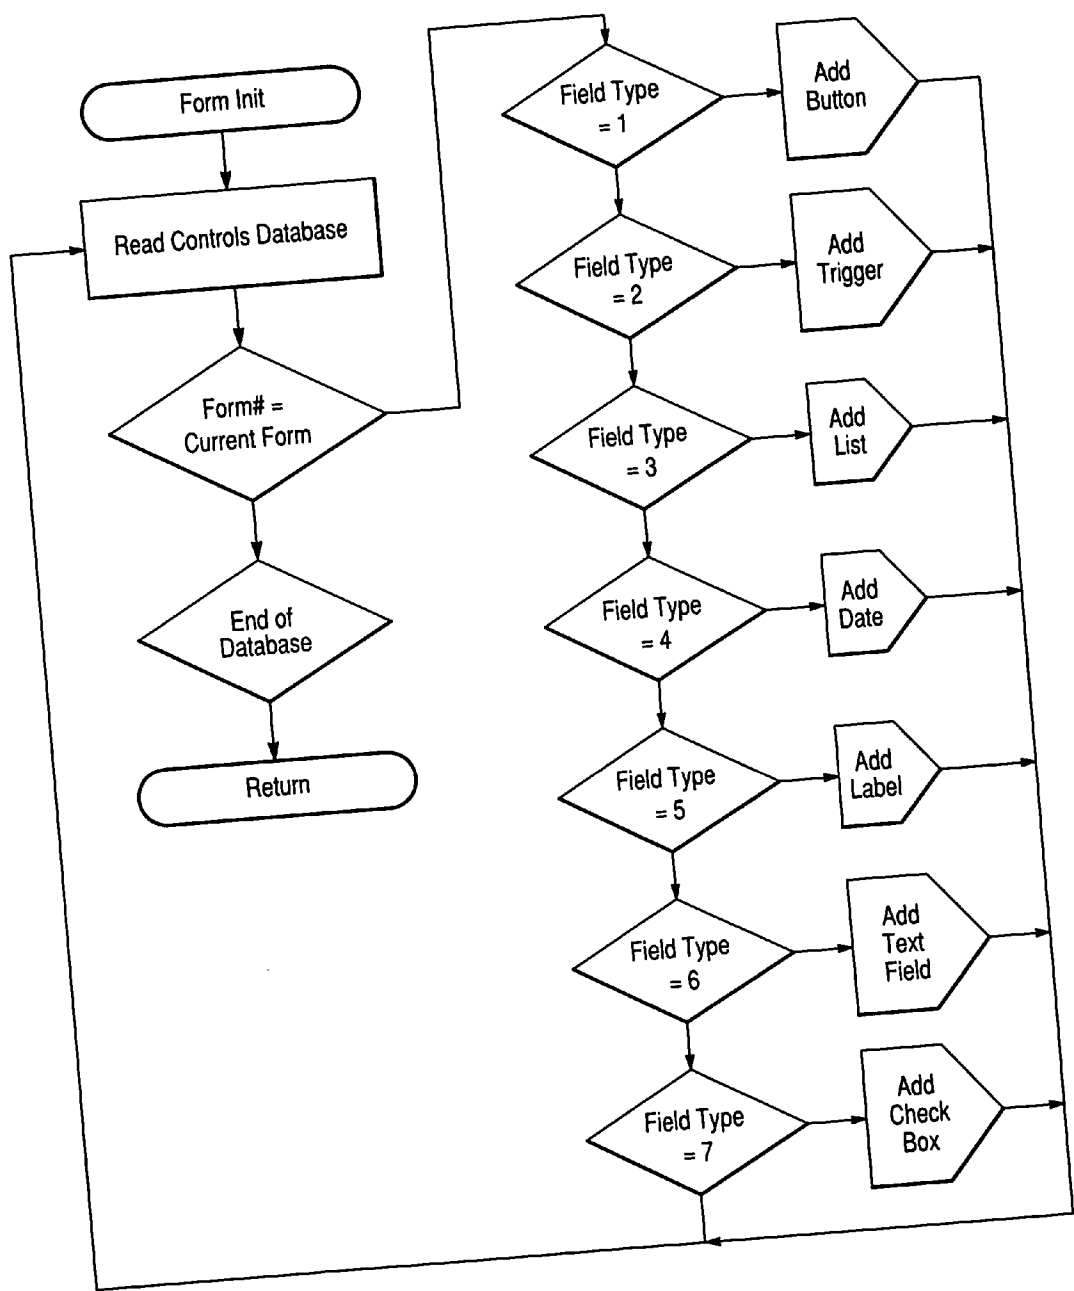 Form Init
Read Controls Database
Form# =
Current Form
End of
Database
Return
Field Type
= 1
Add
Button
Field Type
= 2
Add
Trigger
Field Type
= 3
Add
List
Field Type
= 4
Add
Date
Field Type
= 5
Add
Label
Field Type
= 6
Add
Text
Field
Field Type
= 7
Add
Check
Box